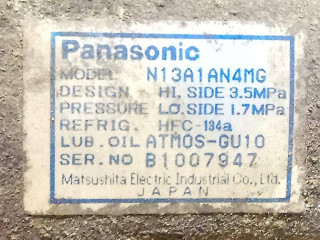 Panasonic
MODEL N13A1AN4MG
DESIGN - HI. SIDE 3.5MPa
PRESSURE LO. SIDE 1.7MPa
REFRIG. HFC-134a
LUB. OIL ATMOS-GU10
SER. NO B1007947
Matsushita Electric Industrial Co., Ltd.
JAPAN